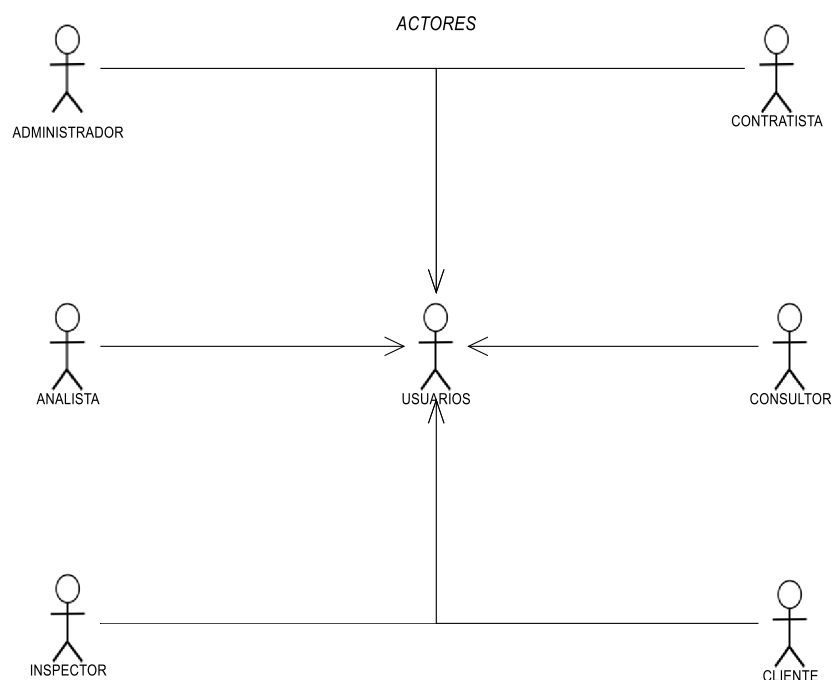 ACTORES
ADMINISTRADOR
CONTRATISTA
ANALISTA
USUARIOS
CONSULTOR
INSPECTOR
CLIENTE